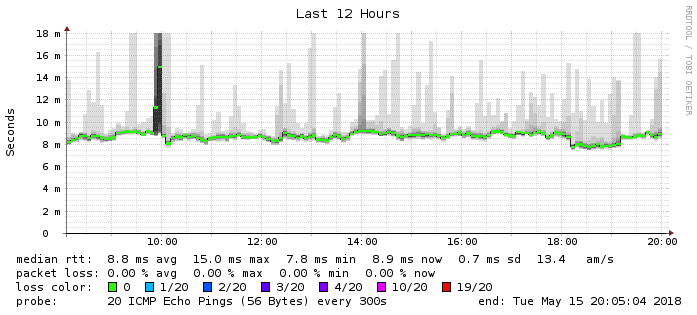 Last 12 Hours
RRDTOOL / TOBI OETIKER
Seconds
18 m
16 m
14 m
12 m
10 m
8 m
6 m
4 m
2 m
0
10:00 12:00 14:00 16:00 18:00 20:00
median rtt: 8.8 ms avg 15.0 ms max 7.8 ms min 8.9 ms now 0.7 ms sd 13.4 am/s
packet loss: 0.00 % avg 0.00 % max 0.00 % min 0.00 % now
loss color: 0 1/20 2/20 3/20 4/20 10/20 19/20
probe: 20 ICMP Echo Pings (56 Bytes) every 300s end: Tue May 15 20:05:04 2018